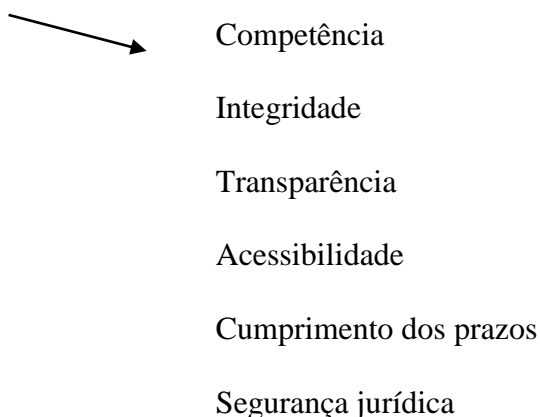 Competência
Integridade
Transparência
Acessibilidade
Cumprimento dos prazos
Segurança jurídica